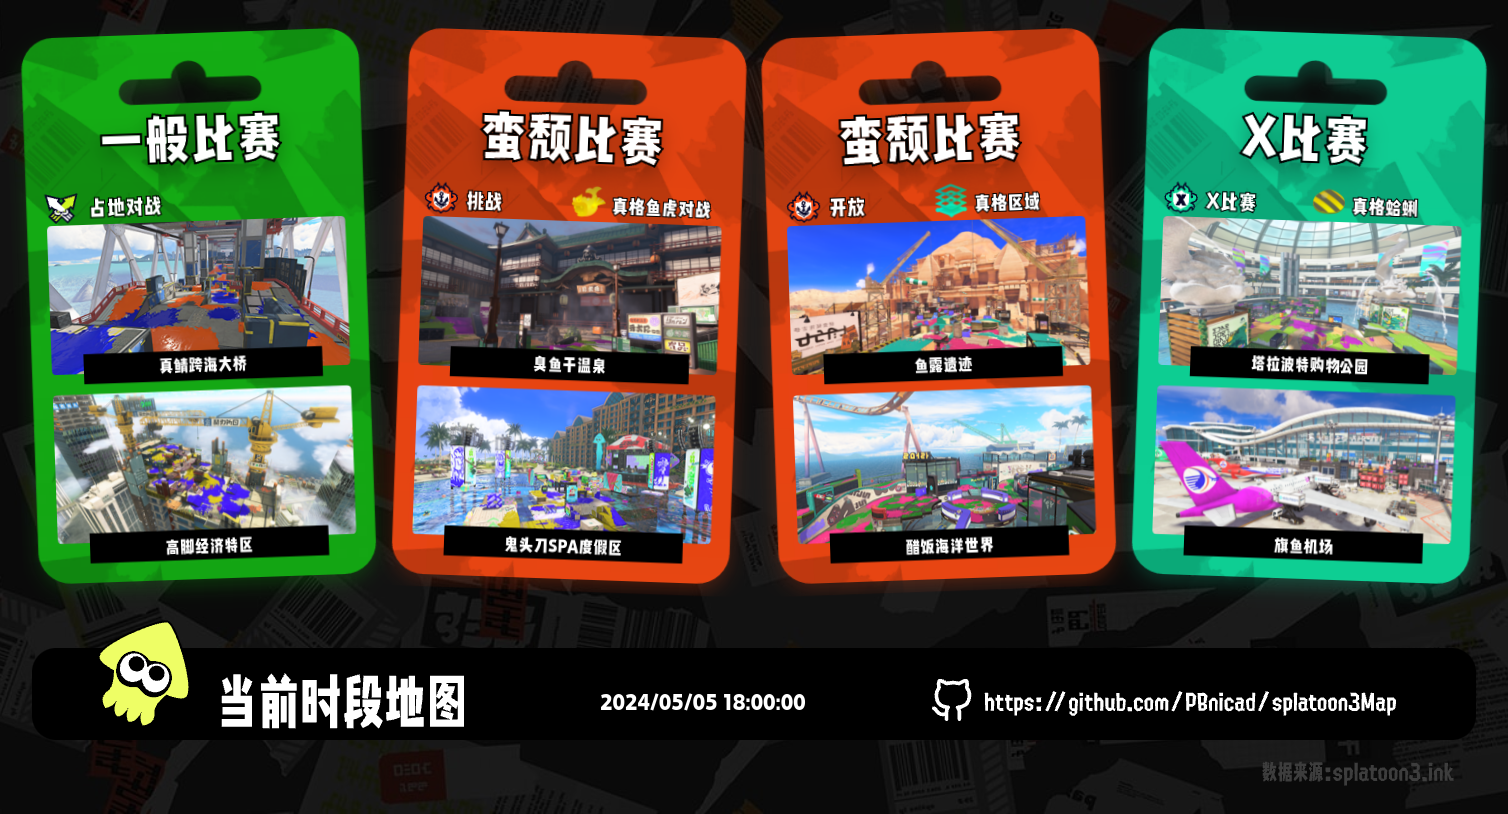 一般比赛
占地对战
真鲭跨海大桥
高脚经济特区
蛮颓比赛
挑战
真格鱼虎对战
臭鱼干温泉
鬼头刀SPA度假区
蛮颓比赛
开放
真格区域
鱼露遗迹
醋饭海洋世界
X比赛
X比赛
真格蛤蜊
塔拉波特购物公园
旗鱼机场
当前时段地图
2024/05/05 18:00:00
https://github.com/PBnicad/splatoon3Map
数据来源:splatoon3.ink